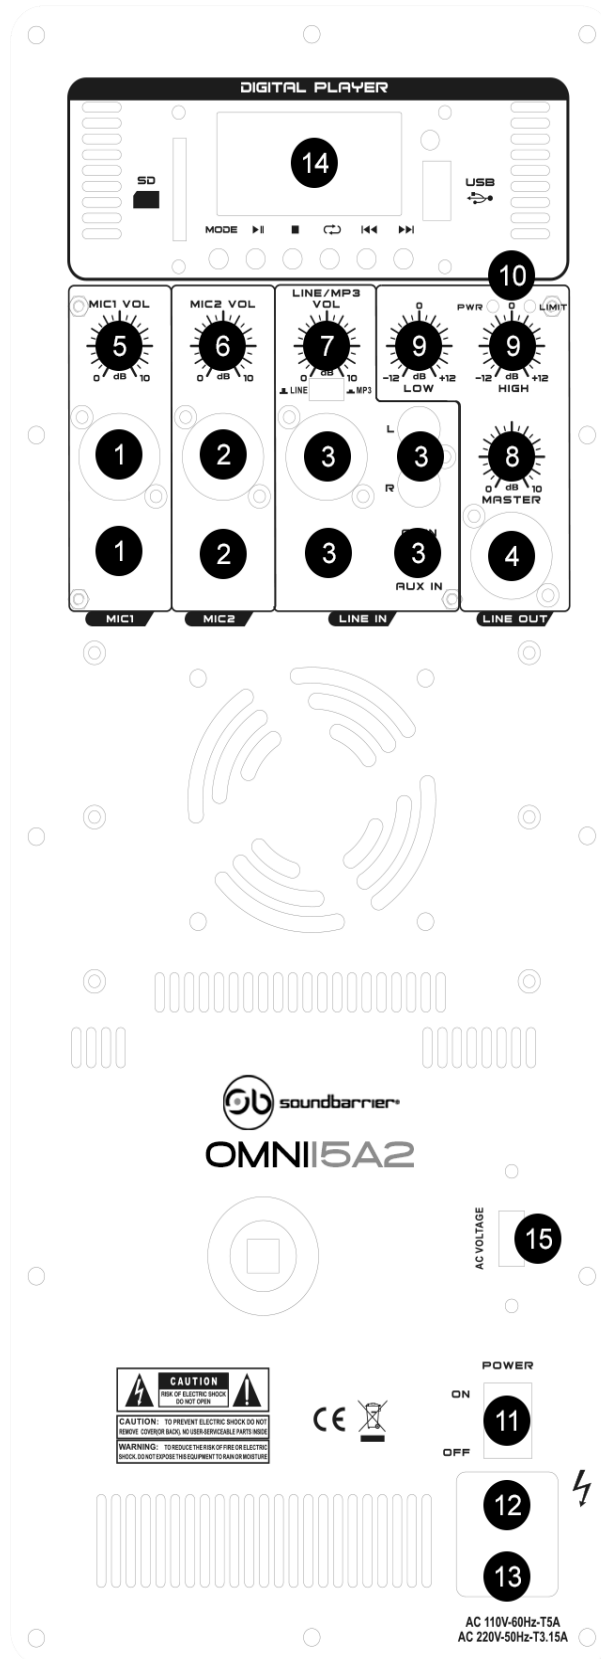 DIGITAL PLAYER
14
SD
USB
MODE
10
MIC1 VOL
MIC2 VOL
LINE/MP3
VOL
0
PWR
0
LIMIT
5
6
7
9
9
0 dB 10
0 dB 10
0 dB 10
-12 dB +12
-12 dB +12
LINE
MP3
LOW
HIGH
L
1
2
3
3
8
R
0 dB 10
MASTER
1
2
3
3
4
AUX IN
MIC1
MIC2
LINE IN
LINE OUT
soundbarrier®
OMNI15A2
AC VOLTAGE
15
POWER
ON
11
OFF
CAUTION
RISK OF ELECTRIC SHOCK
DO NOT OPEN
CAUTION: TO PREVENT ELECTRIC SHOCK DO NOT
REMOVE COVER(OR BACK), NO USER-SERVICEABLE PARTS INSIDE
WARNING: TO REDUCE THE RISK OF FIRE OR ELECTRIC
SHOCK. DO NOT EXPOSE THIS EQUIPMENT TO RAIN OR MOISTURE
CE
12
13
AC 110V-60Hz-T5A
AC 220V-50Hz-T3.15A